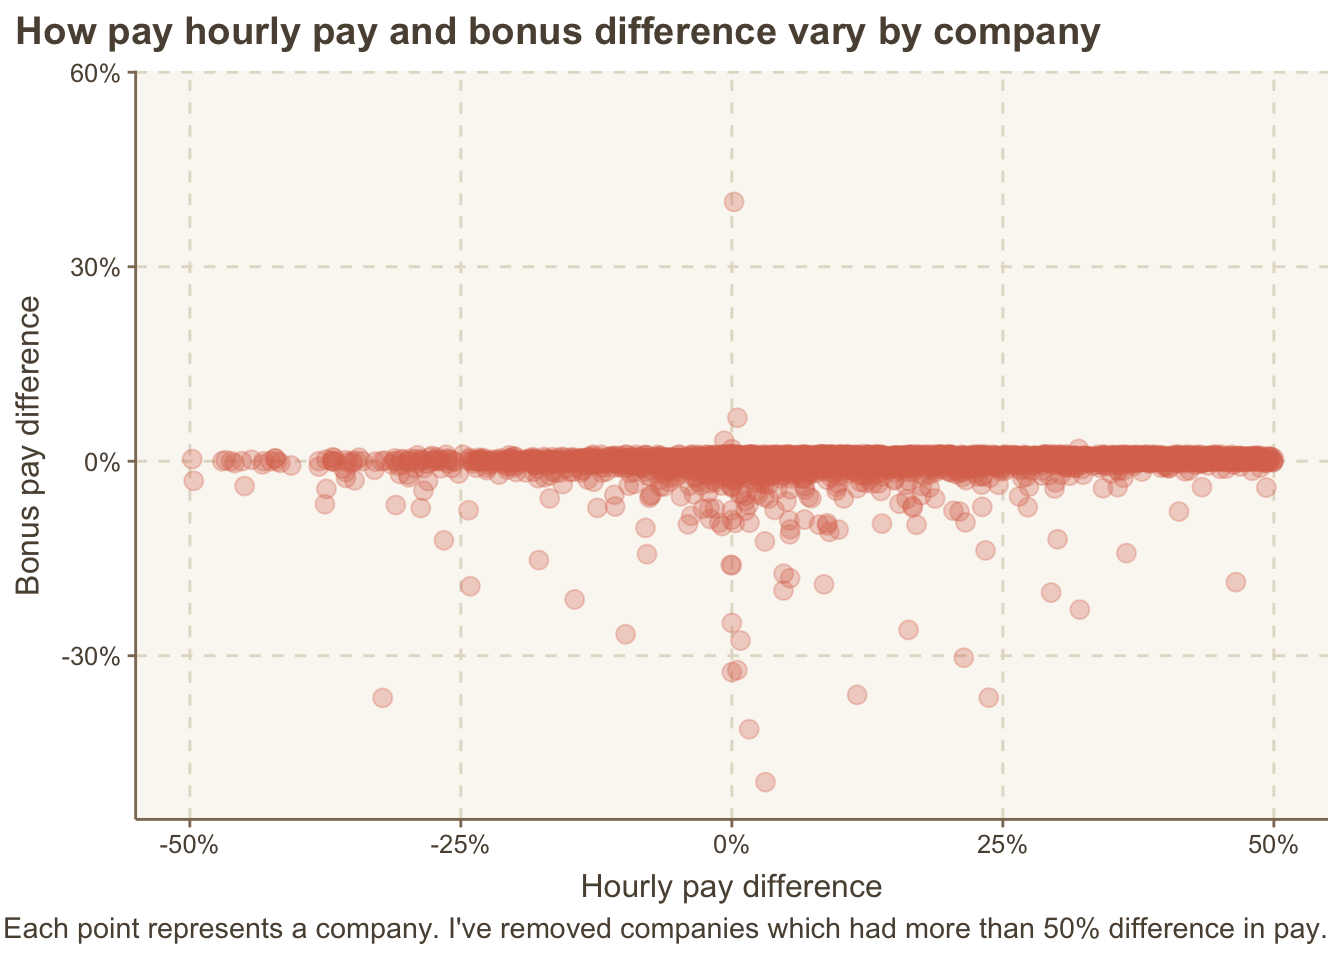 How pay hourly pay and bonus difference vary by company
60%
30%
0%
-30%
Bonus pay difference
-50%
-25%
0%
25%
50%
Hourly pay difference
Each point represents a company. I've removed companies which had more than 50% difference in pay.